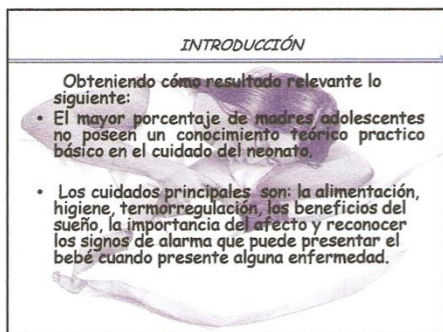 INTRODUCCIÓN
Obteniendo cómo resultado relevante lo
siguiente:
• El mayor porcentaje de madres adolescentes
no poseen un conocimiento teórico practico
básico en el cuidado del neonato.
• Los cuidados principales son: la alimentación,
higiene, termorregulación, los beneficios del
sueño, la importancia del afecto y reconocer
los signos de alarma que puede presentar el
bebé cuando presente alguna enfermedad.